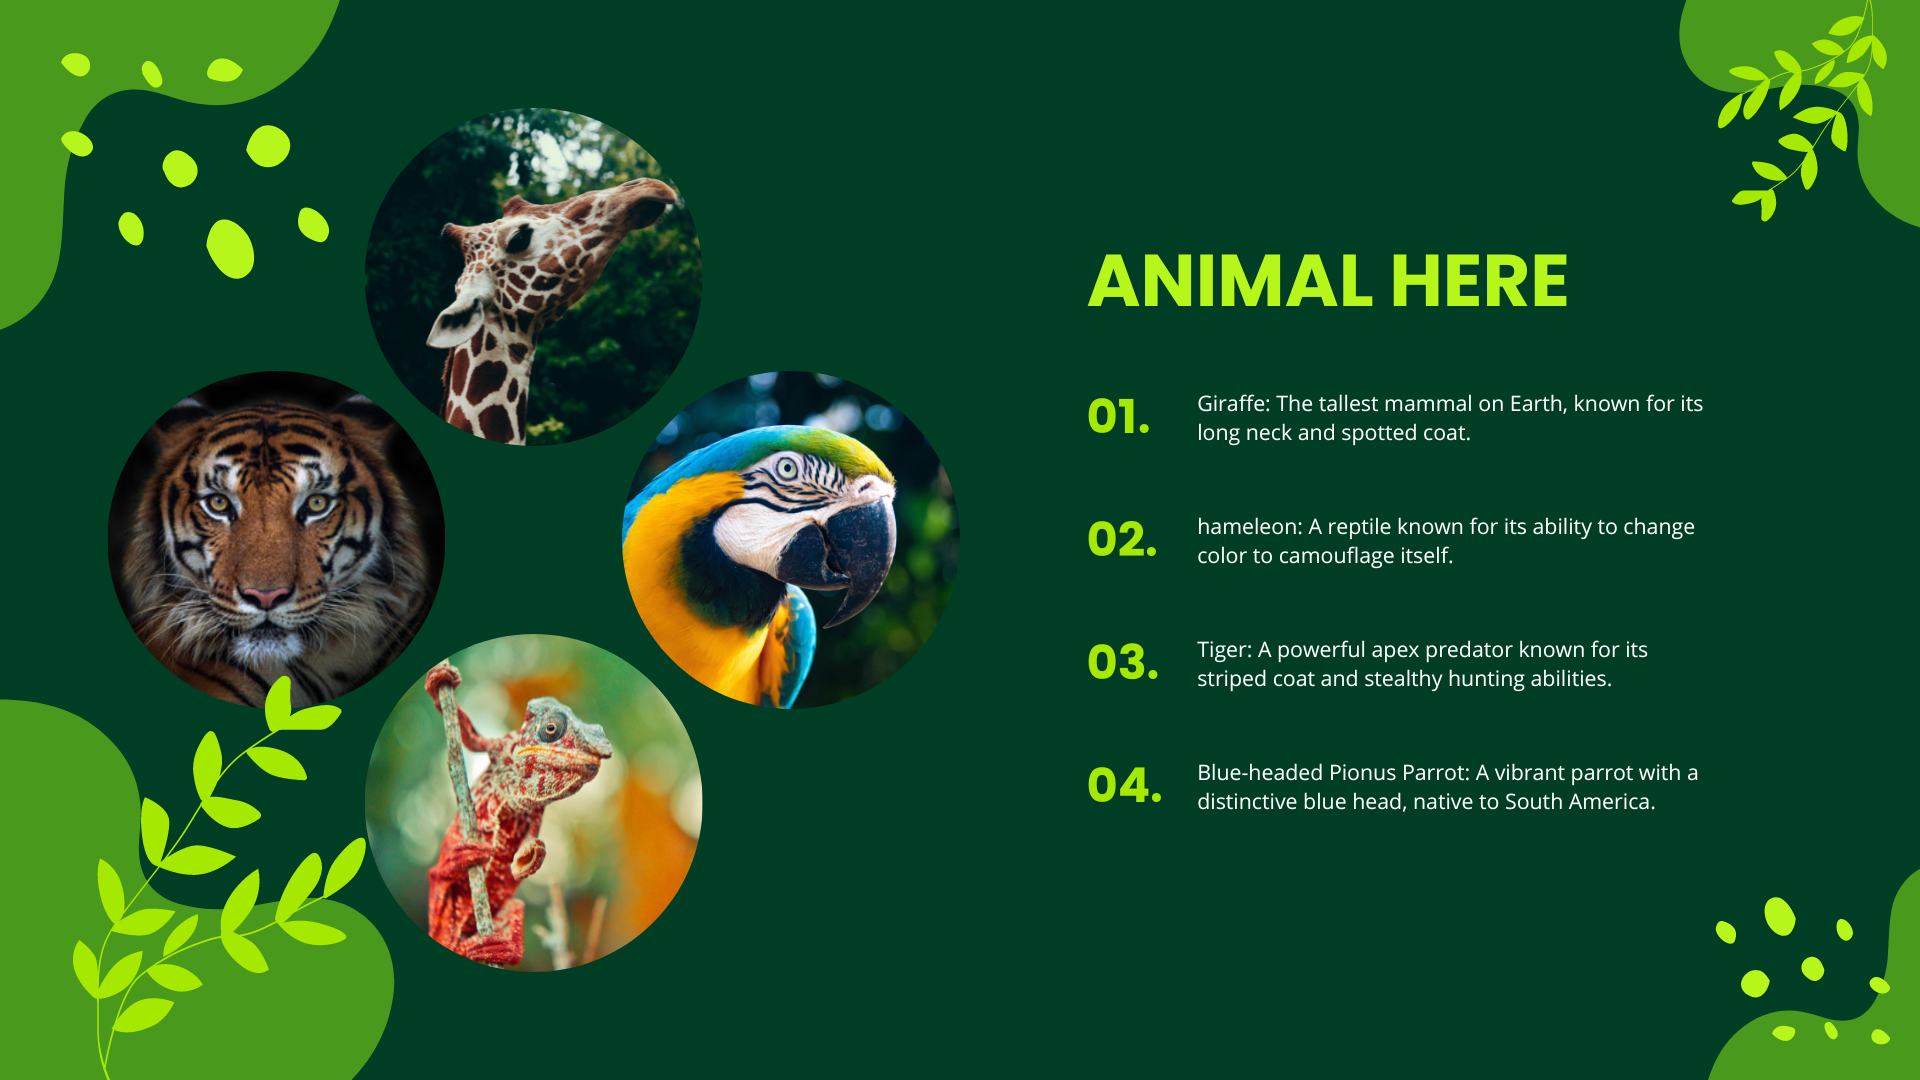 ANIMAL HERE
01.
Giraffe: The tallest mammal on Earth, known for its
long neck and spotted coat.
02.
hameleon: A reptile known for its ability to change
color to camouflage itself.
03.
Tiger: A powerful apex predator known for its
striped coat and stealthy hunting abilities.
04.
Blue-headed Pionus Parrot: A vibrant parrot with a
distinctive blue head, native to South America.